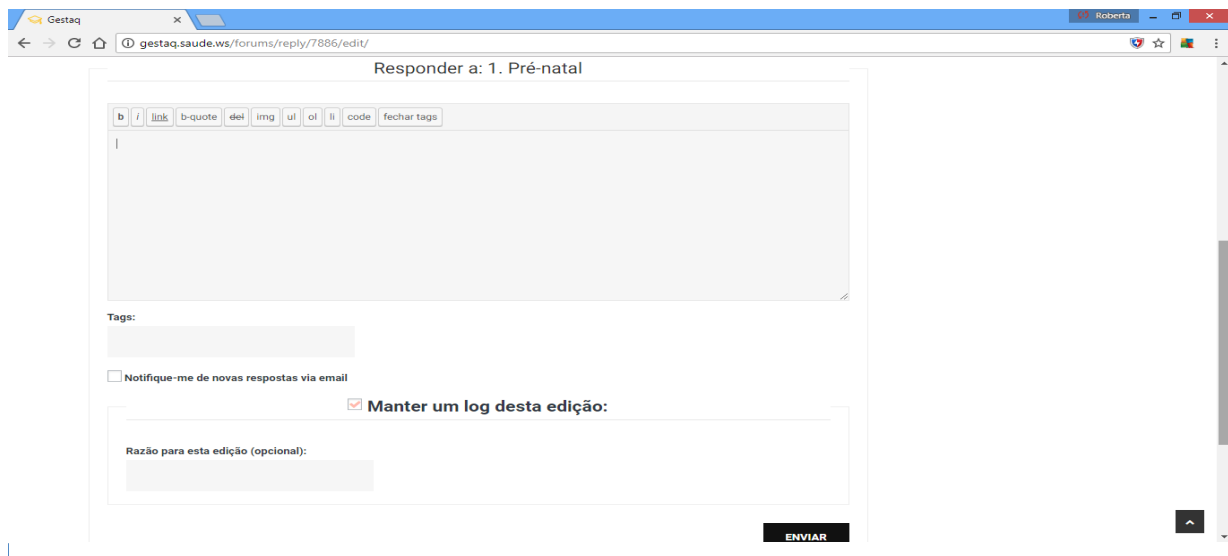 Gestaq
Roberta
gestaq.saude.ws/forums/reply/7886/edit/
Responder a: 1. Pré-natal
b i link b-quote del img ul ol li code fechar tags
Tags:
Notifique-me de novas respostas via email
Manter um log desta edição:
Razão para esta edição (opcional):
ENVIAR